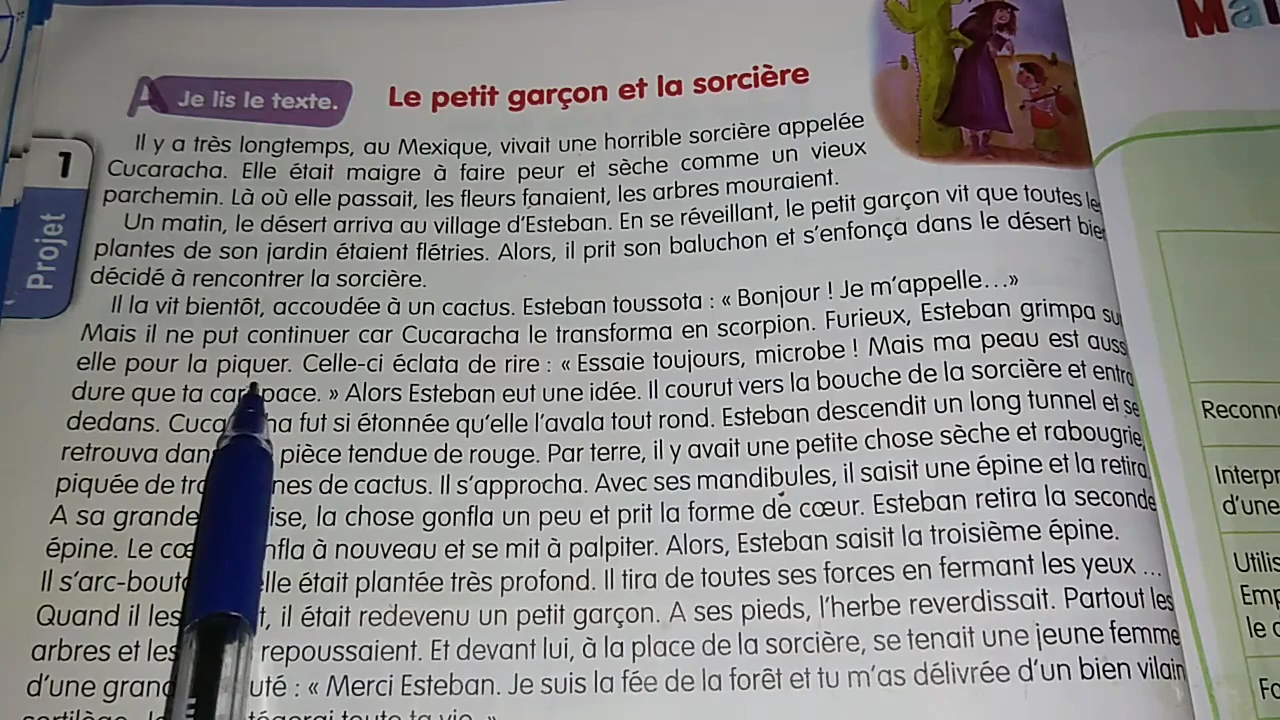 Mal
A Je lis le texte.
Le petit garçon et la sorcière
Il y a très longtemps, au Mexique, vivait une horrible sorcière appelée
Cucaracha. Elle était maigre à faire peur et sèche comme un vieux
parchemin. Là où elle passait, les fleurs fanaient, les arbres mouraient.
Un matin, le désert arriva au village d'Esteban. En se réveillant, le petit garçon vit que toutes le
plantes de son jardin étaient flétries. Alors, il prit son baluchon et s'enfonça dans le désert bie
décidé à rencontrer la sorcière.
Il la vit bientôt, accoudée à un cactus. Esteban toussota : « Bonjour ! Je m'appelle...»
Mais il ne put continuer car Cucaracha le transforma en scorpion. Furieux, Esteban grimpa su
elle pour la piquer. Celle-ci éclata de rire : « Essaie toujours, microbe ! Mais ma peau est auss
dure que ta car pace. » Alors Esteban eut une idée. Il courut vers la bouche de la sorcière et entra
dedans. Cuca ha fut si étonnée qu'elle l'avala tout rond. Esteban descendit un long tunnel et se
retrouva dan pièce tendue de rouge. Par terre, il y avait une petite chose sèche et rabougrie,
piquée de tro nes de cactus. Il s'approcha. Avec ses mandibules, il saisit une épine et la retira.
A sa grande ise, la chose gonfla un peu et prit la forme de cœur. Esteban retira la seconde
épine. Le cœ nfla à nouveau et se mit à palpiter. Alors, Esteban saisit la troisième épine.
Il s'arc-bout lle était plantée très profond. Il tira de toutes ses forces en fermant les yeux ...
Quand il les t, il était redevenu un petit garçon. A ses pieds, l'herbe reverdissait. Partout les
arbres et les repoussaient. Et devant lui, à la place de la sorcière, se tenait une jeune femme
d'une grand uté : « Merci Esteban. Je suis la fée de la forêt et tu m'as délivrée d'un bien vilain
toute ta vie. »
1
Projet
Reconn
Interpr
d'une
Utilis
Emp
le c
Fo